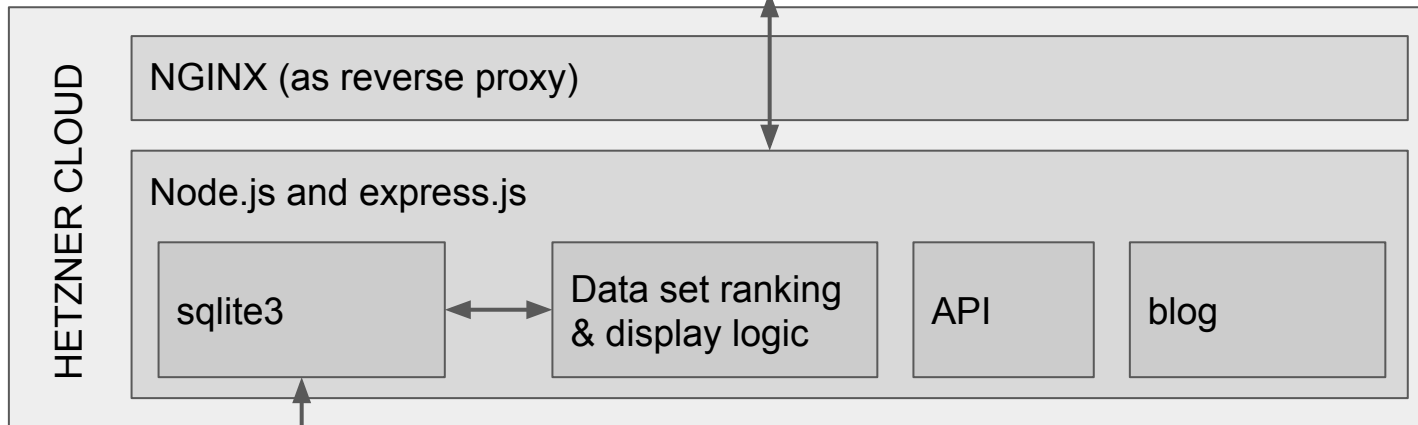 HETZNER CLOUD
NGINX (as reverse proxy)
Node.js and express.js
sqlite3
Data set ranking
& display logic
API
blog